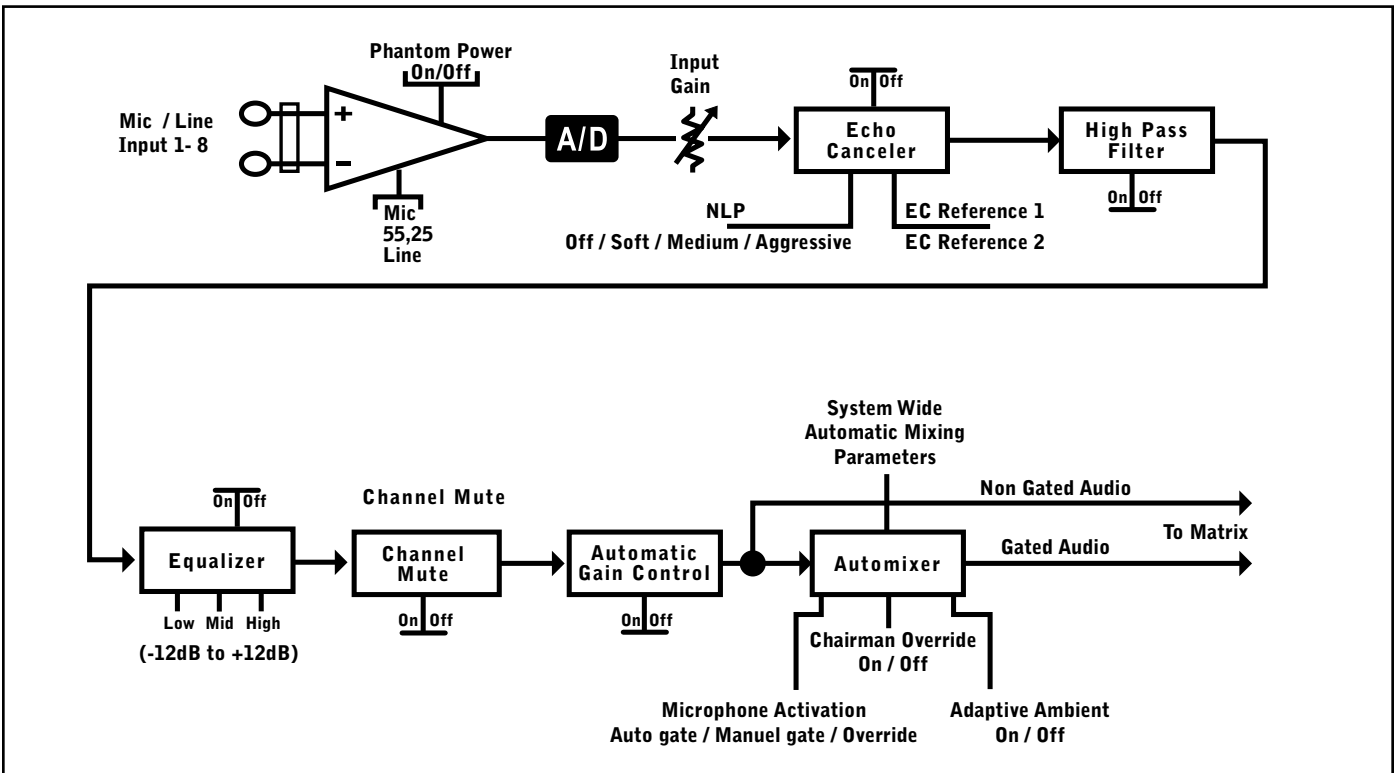 Phantom Power
On/Off
Mic / Line
Input 1- 8
+
−
Mic
55,25
Line
A/D
Input
Gain
On Off
Echo
Canceler
NLP
Off / Soft / Medium / Aggressive
EC Reference 1
EC Reference 2
High Pass
Filter
On Off
On Off
Equalizer
Low Mid High
(-12dB to +12dB)
Channel Mute
Channel
Mute
On Off
Automatic
Gain Control
On Off
System Wide
Automatic Mixing
Parameters
Non Gated Audio
To Matrix
Gated Audio
Automixer
Chairman Override
On / Off
Microphone Activation
Auto gate / Manuel gate / Override
Adaptive Ambient
On / Off